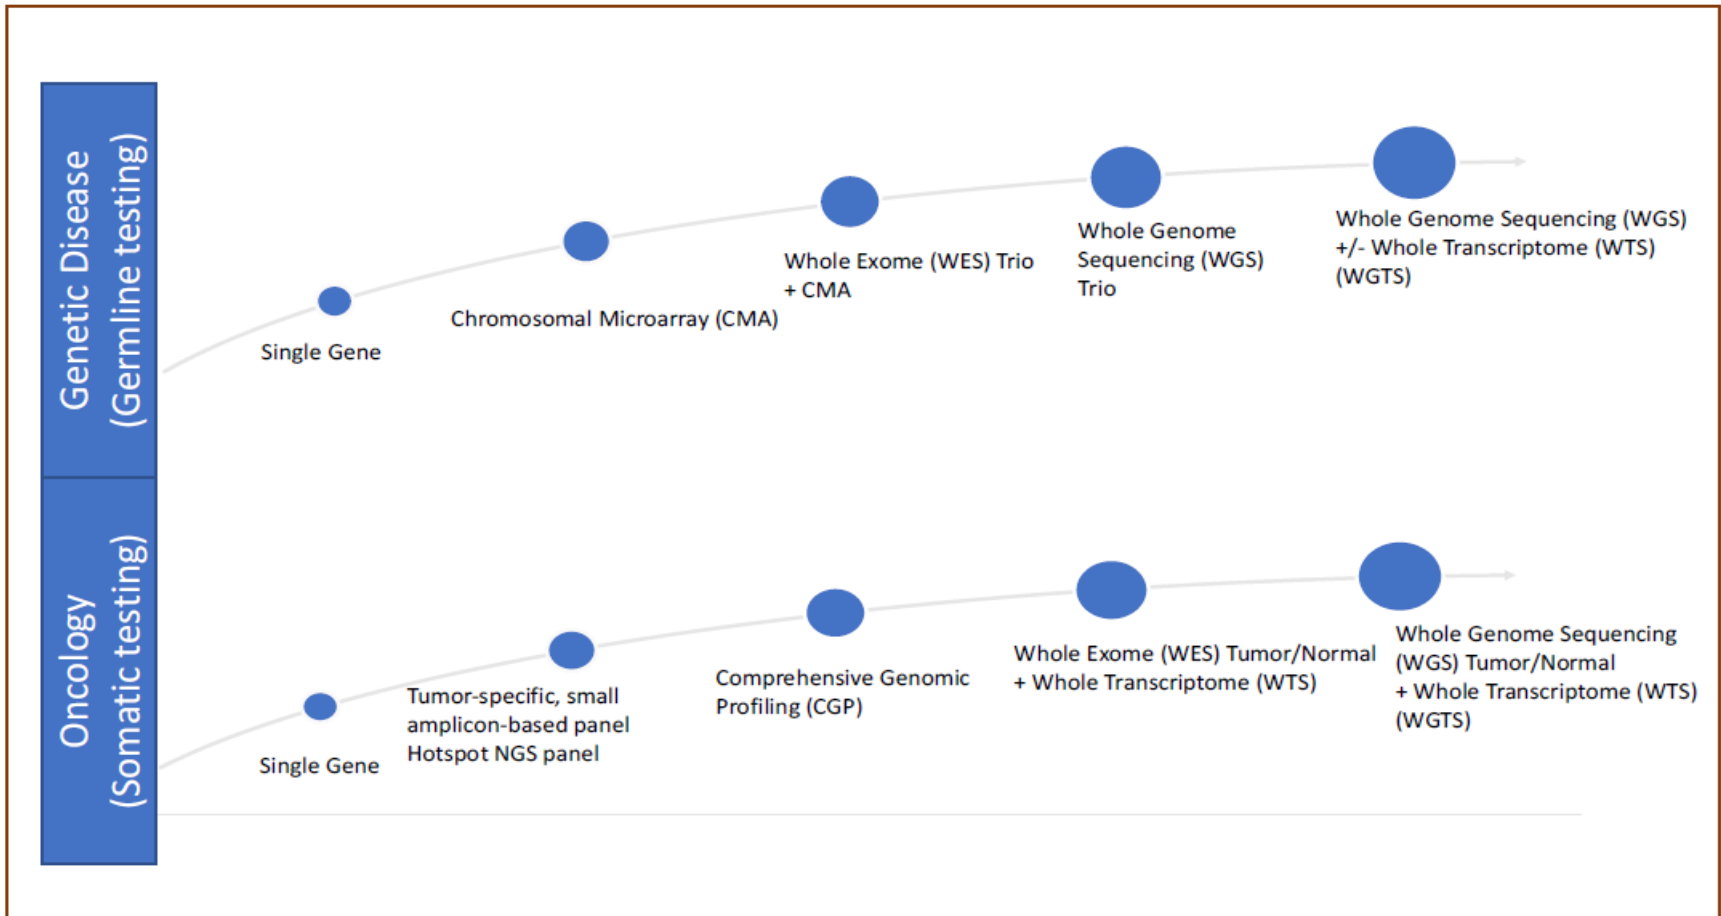 Genetic Disease
(Germline testing)
Single Gene
Chromosomal Microarray (CMA)
Whole Exome (WES) Trio
+ CMA
Whole Genome
Sequencing (WGS)
Trio
Whole Genome Sequencing (WGS)
+/- Whole Transcriptome (WTS)
(WGTS)
Oncology
(Somatic testing)
Single Gene
Tumor-specific, small
amplicon-based panel
Hotspot NGS panel
Comprehensive Genomic
Profiling (CGP)
Whole Exome (WES) Tumor/Normal
+ Whole Transcriptome (WTS)
Whole Genome Sequencing
(WGS) Tumor/Normal
+ Whole Transcriptome (WTS)
(WGTS)